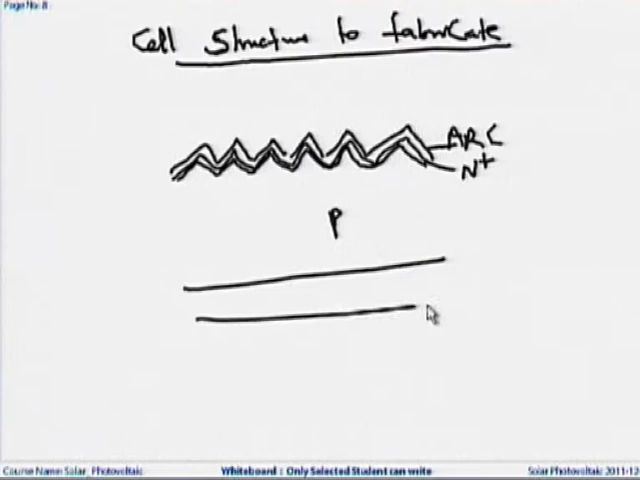 Page No: 8
Cell Structure to fabricate
ARC
N+
P
Course Name: Solar_Photovoltaic
Whiteboard : Only Selected Student can write
Solar Photovoltaic 2011-12